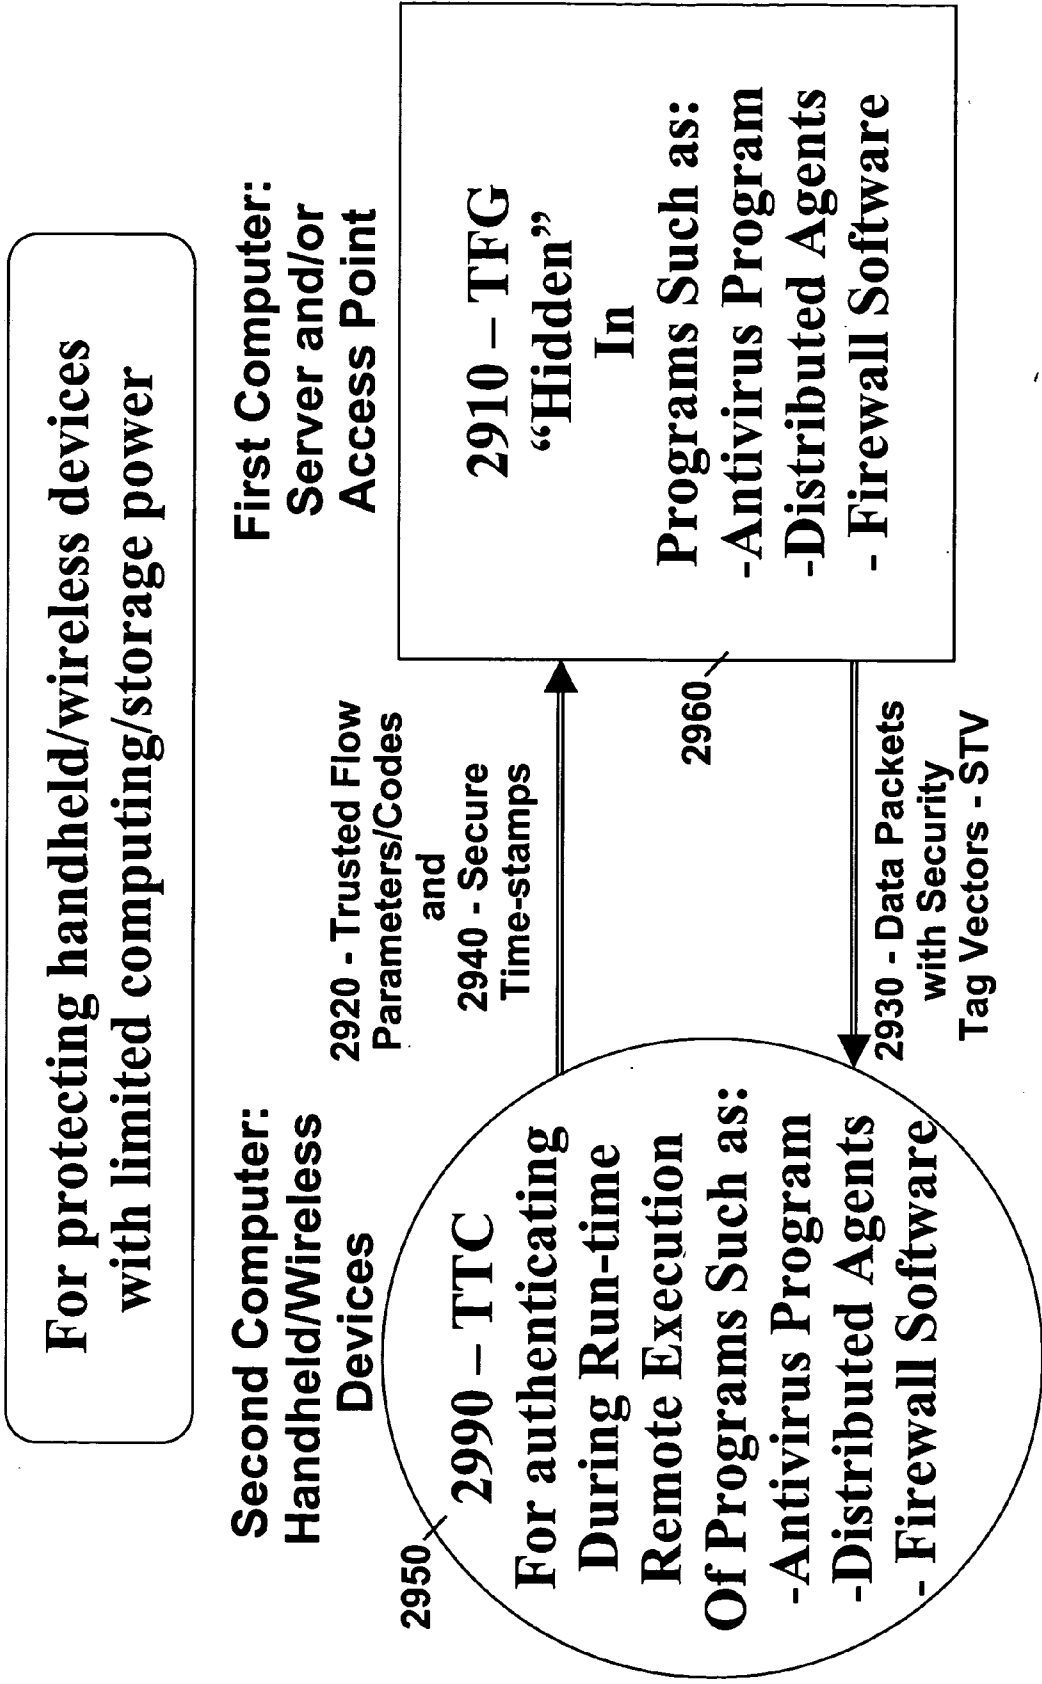 For protecting handheld/wireless devices
with limited computing/storage power
Second Computer:
Handheld/Wireless
Devices
2950
2990 – TTC
For authenticating
During Run-time
Remote Execution
Of Programs Such as:
-Antivirus Program
-Distributed Agents
- Firewall Software
2920 - Trusted Flow
Parameters/Codes
and
2940 - Secure
Time-stamps
2960
2930 - Data Packets
with Security
Tag Vectors - STV
First Computer:
Server and/or
Access Point
2910 – TFG
“Hidden”
In
Programs Such as:
-Antivirus Program
-Distributed Agents
- Firewall Software